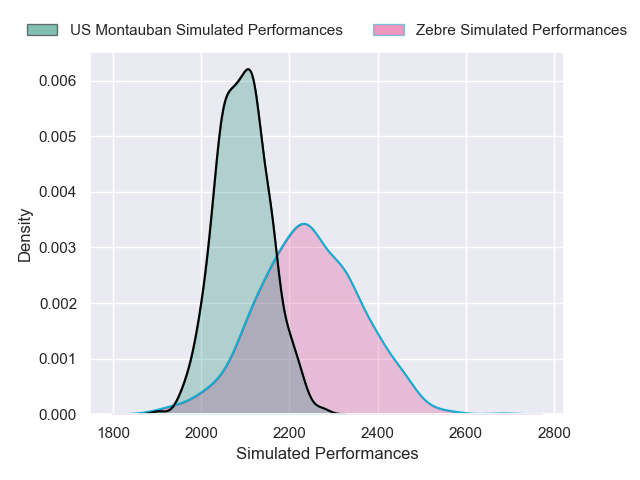 US Montauban Simulated Performances Zebre Simulated Performances
0.006
0.005
0.004
0.003
0.002
0.001
0.000
Density
1800 2000 2200 2400 2600 2800
Simulated Performances